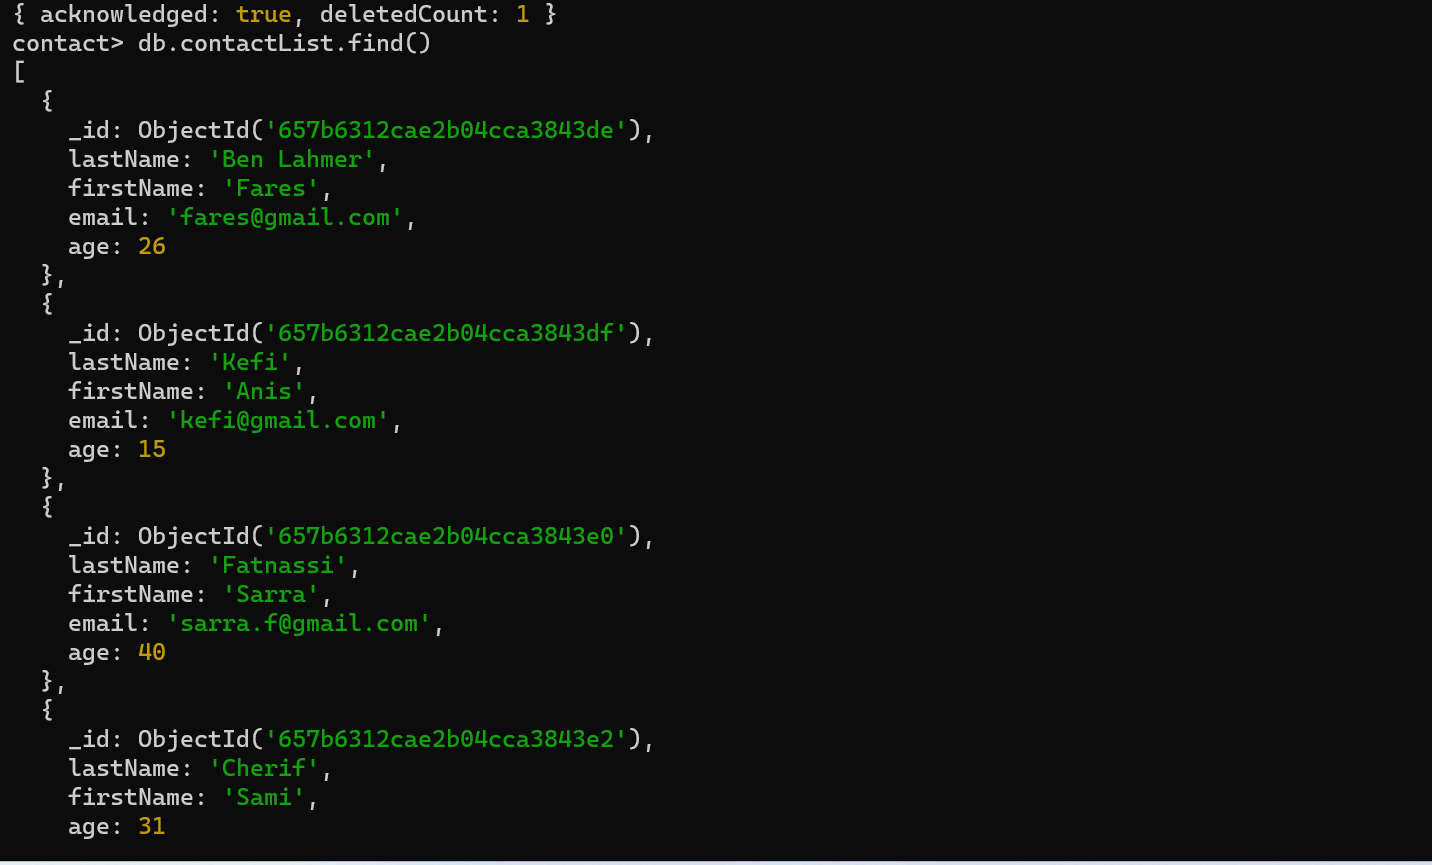 { acknowledged: true, deletedCount: 1 }
contact> db.contactList.find()
[
  {
    _id: ObjectId('657b6312cae2b04cca3843de'),
    lastName: 'Ben Lahmer',
    firstName: 'Fares',
    email: 'fares@gmail.com',
    age: 26
  },
  {
    _id: ObjectId('657b6312cae2b04cca3843df'),
    lastName: 'Kefi',
    firstName: 'Anis',
    email: 'kefi@gmail.com',
    age: 15
  },
  {
    _id: ObjectId('657b6312cae2b04cca3843e0'),
    lastName: 'Fatnassi',
    firstName: 'Sarra',
    email: 'sarra.f@gmail.com',
    age: 40
  },
  {
    _id: ObjectId('657b6312cae2b04cca3843e2'),
    lastName: 'Cherif',
    firstName: 'Sami',
    age: 31